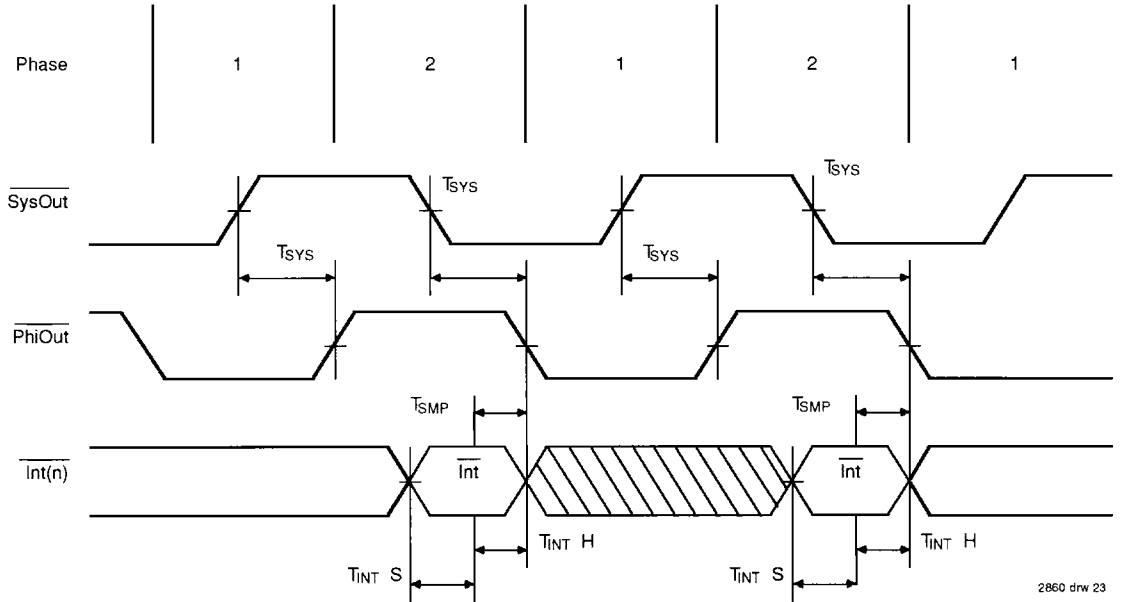 Phase 1 2 1 2 1
SysOut
TSYS TSYS
TSYS TSYS
PhiOut
TSMP TSMP
Int(n) Int Int
TINT H TINT H
TINT S TINT S
2860 drw 23